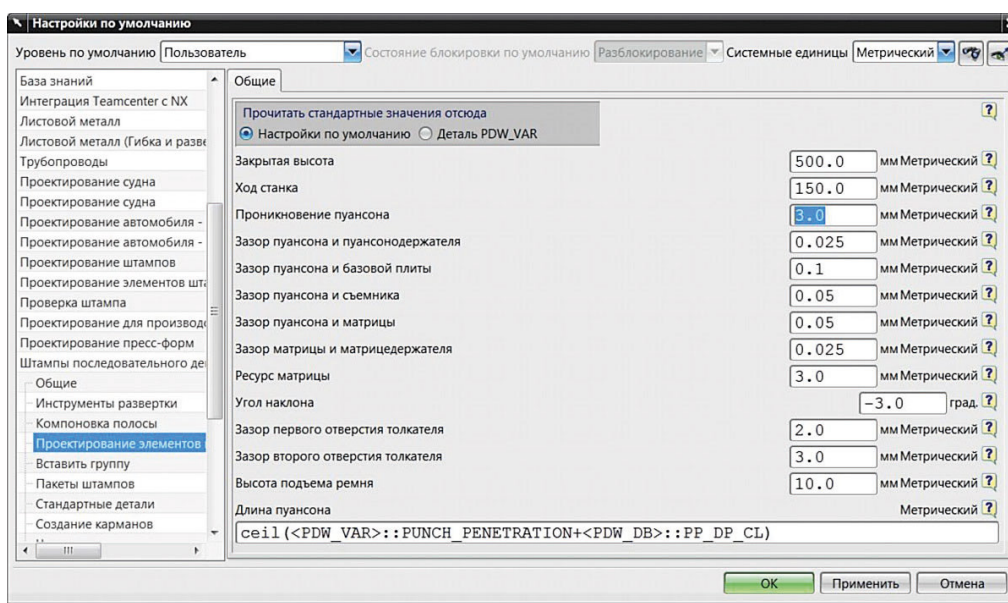 Настройки по умолчанию
Уровень по умолчанию Пользователь Состояние блокировки по умолчанию Разблокирование Системные единицы Метрический
База знаний
Интеграция Teamcenter с NX
Листовой металл
Листовой металл (Гибка и разве
Трубопроводы
Проектирование судна
Проектирование судна
Проектирование автомобиля -
Проектирование автомобиля -
Проектирование штампов
Проектирование элементов шта
Проверка штампа
Проектирование для производс
Проектирование пресс-форм
Штампы последовательного дей
Общие
Инструменты развертки
Компоновка полосы
Проектирование элементов
Вставить группу
Пакеты штампов
Стандартные детали
Создание карманов
Общие
Прочитать стандартные значения отсюда
Настройки по умолчанию Деталь PDW_VAR
Закрытая высота 500.0 мм Метрический
Ход станка 150.0 мм Метрический
Проникновение пуансона 3.0 мм Метрический
Зазор пуансона и пуансонодержателя 0.025 мм Метрический
Зазор пуансона и базовой плиты 0.1 мм Метрический
Зазор пуансона и съемника 0.05 мм Метрический
Зазор пуансона и матрицы 0.05 мм Метрический
Зазор матрицы и матрицедержателя 0.025 мм Метрический
Ресурс матрицы 3.0 мм Метрический
Угол наклона -3.0 град.
Зазор первого отверстия толкателя 2.0 мм Метрический
Зазор второго отверстия толкателя 3.0 мм Метрический
Высота подъема ремня 10.0 мм Метрический
Длина пуансона Метрический
ceil(<PDW_VAR>::PUNCH_PENETRATION+<PDW_DB>::PP_DP_CL)
OK Применить Отмена